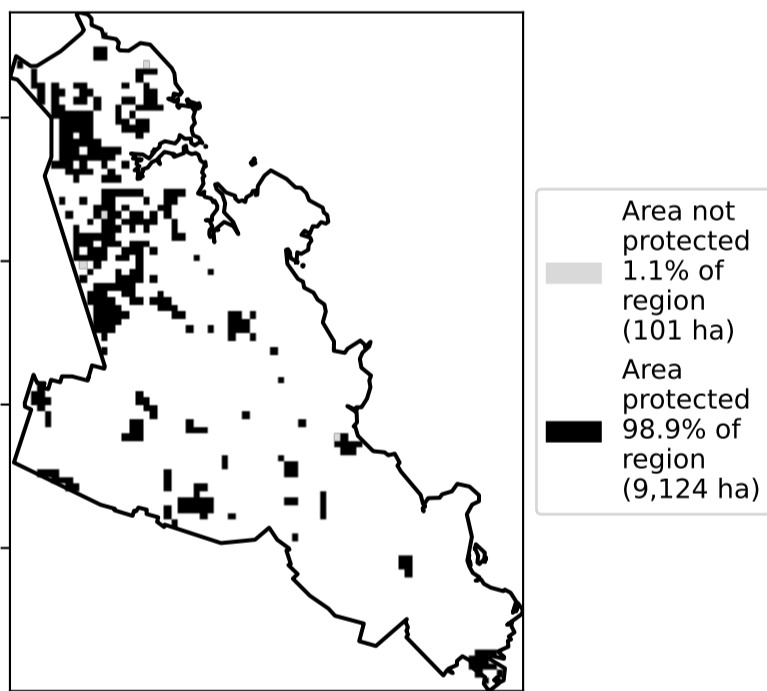 Area not
protected
1.1% of
region
(101 ha)
Area
protected
98.9% of
region
(9,124 ha)